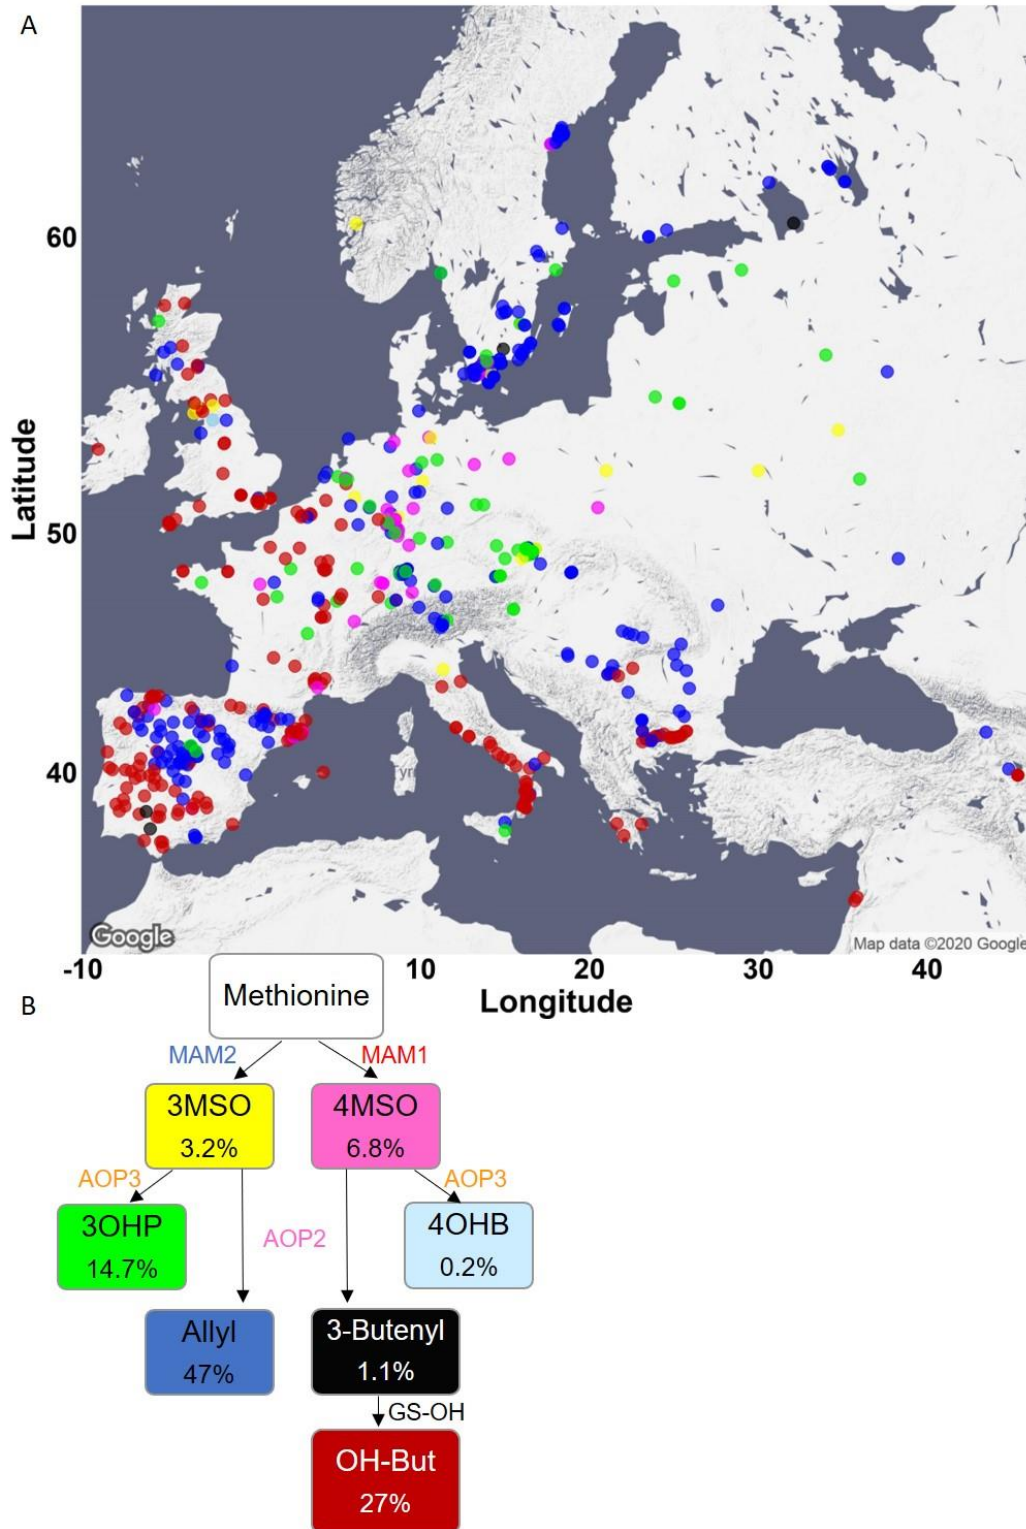 A
60
50
40
Latitude
yrr
Google
Map data ©2020 Google
-10
10
20
30
40
Longitude
B
Methionine
MAM2
MAM1
3MSO
3.2%
4MSO
6.8%
AOP3
AOP3
3OHP
14.7%
AOP2
4OHB
0.2%
Allyl
47%
3-Butenyl
1.1%
GS-OH
OH-But
27%